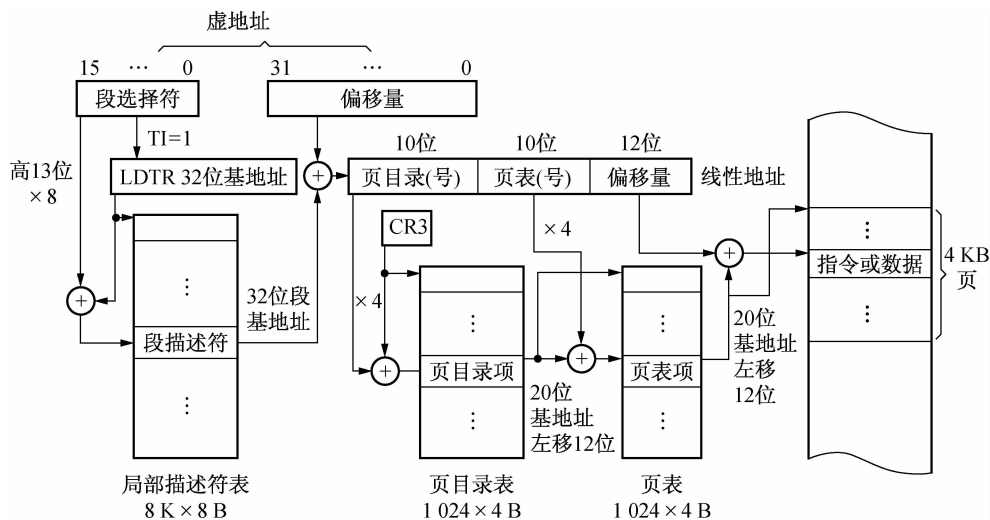 虚地址
15 ⋯ 0
31 ⋯ 0
段选择符
偏移量
TI=1
高13位
×8
LDTR 32位基地址
10位
10位
12位
页目录(号)
页表(号)
偏移量
线性地址
CR3
×4
×4
+
+
+
+
+
⋮
段描述符
⋮
32位段
基地址
⋮
页目录项
⋮
20位
基地址
左移12位
⋮
页表项
⋮
20位
基地址
左移
12位
⋮
指令或数据
⋮
4 KB
页
局部描述符表
8 K×8 B
页目录表
1 024×4 B
页表
1 024×4 B